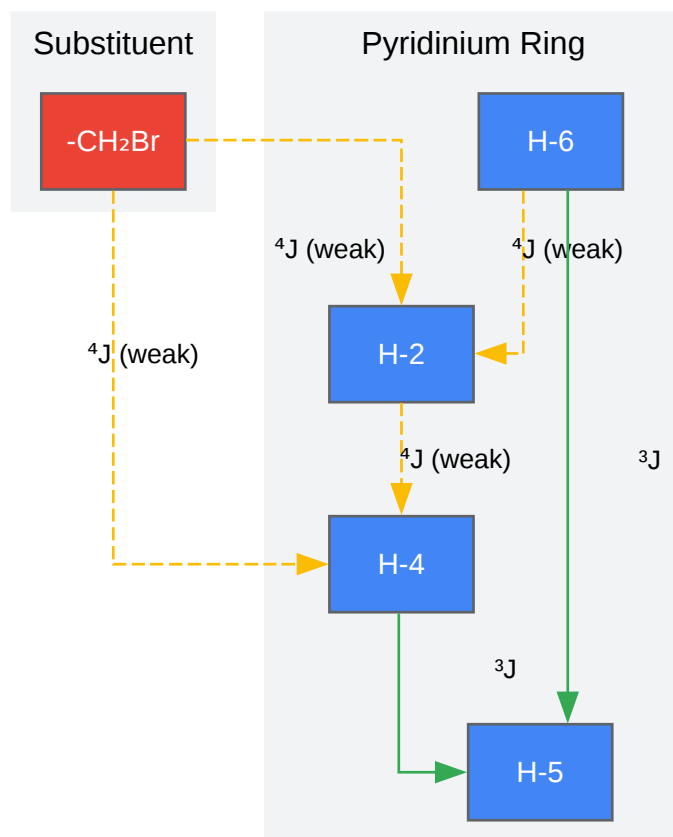 Substituent
Pyridinium Ring
-CH₂Br
H-6
⁴J (weak)
⁴J (weak)
⁴J (weak)
H-2
⁴J (weak)
³J
H-4
³J
H-5